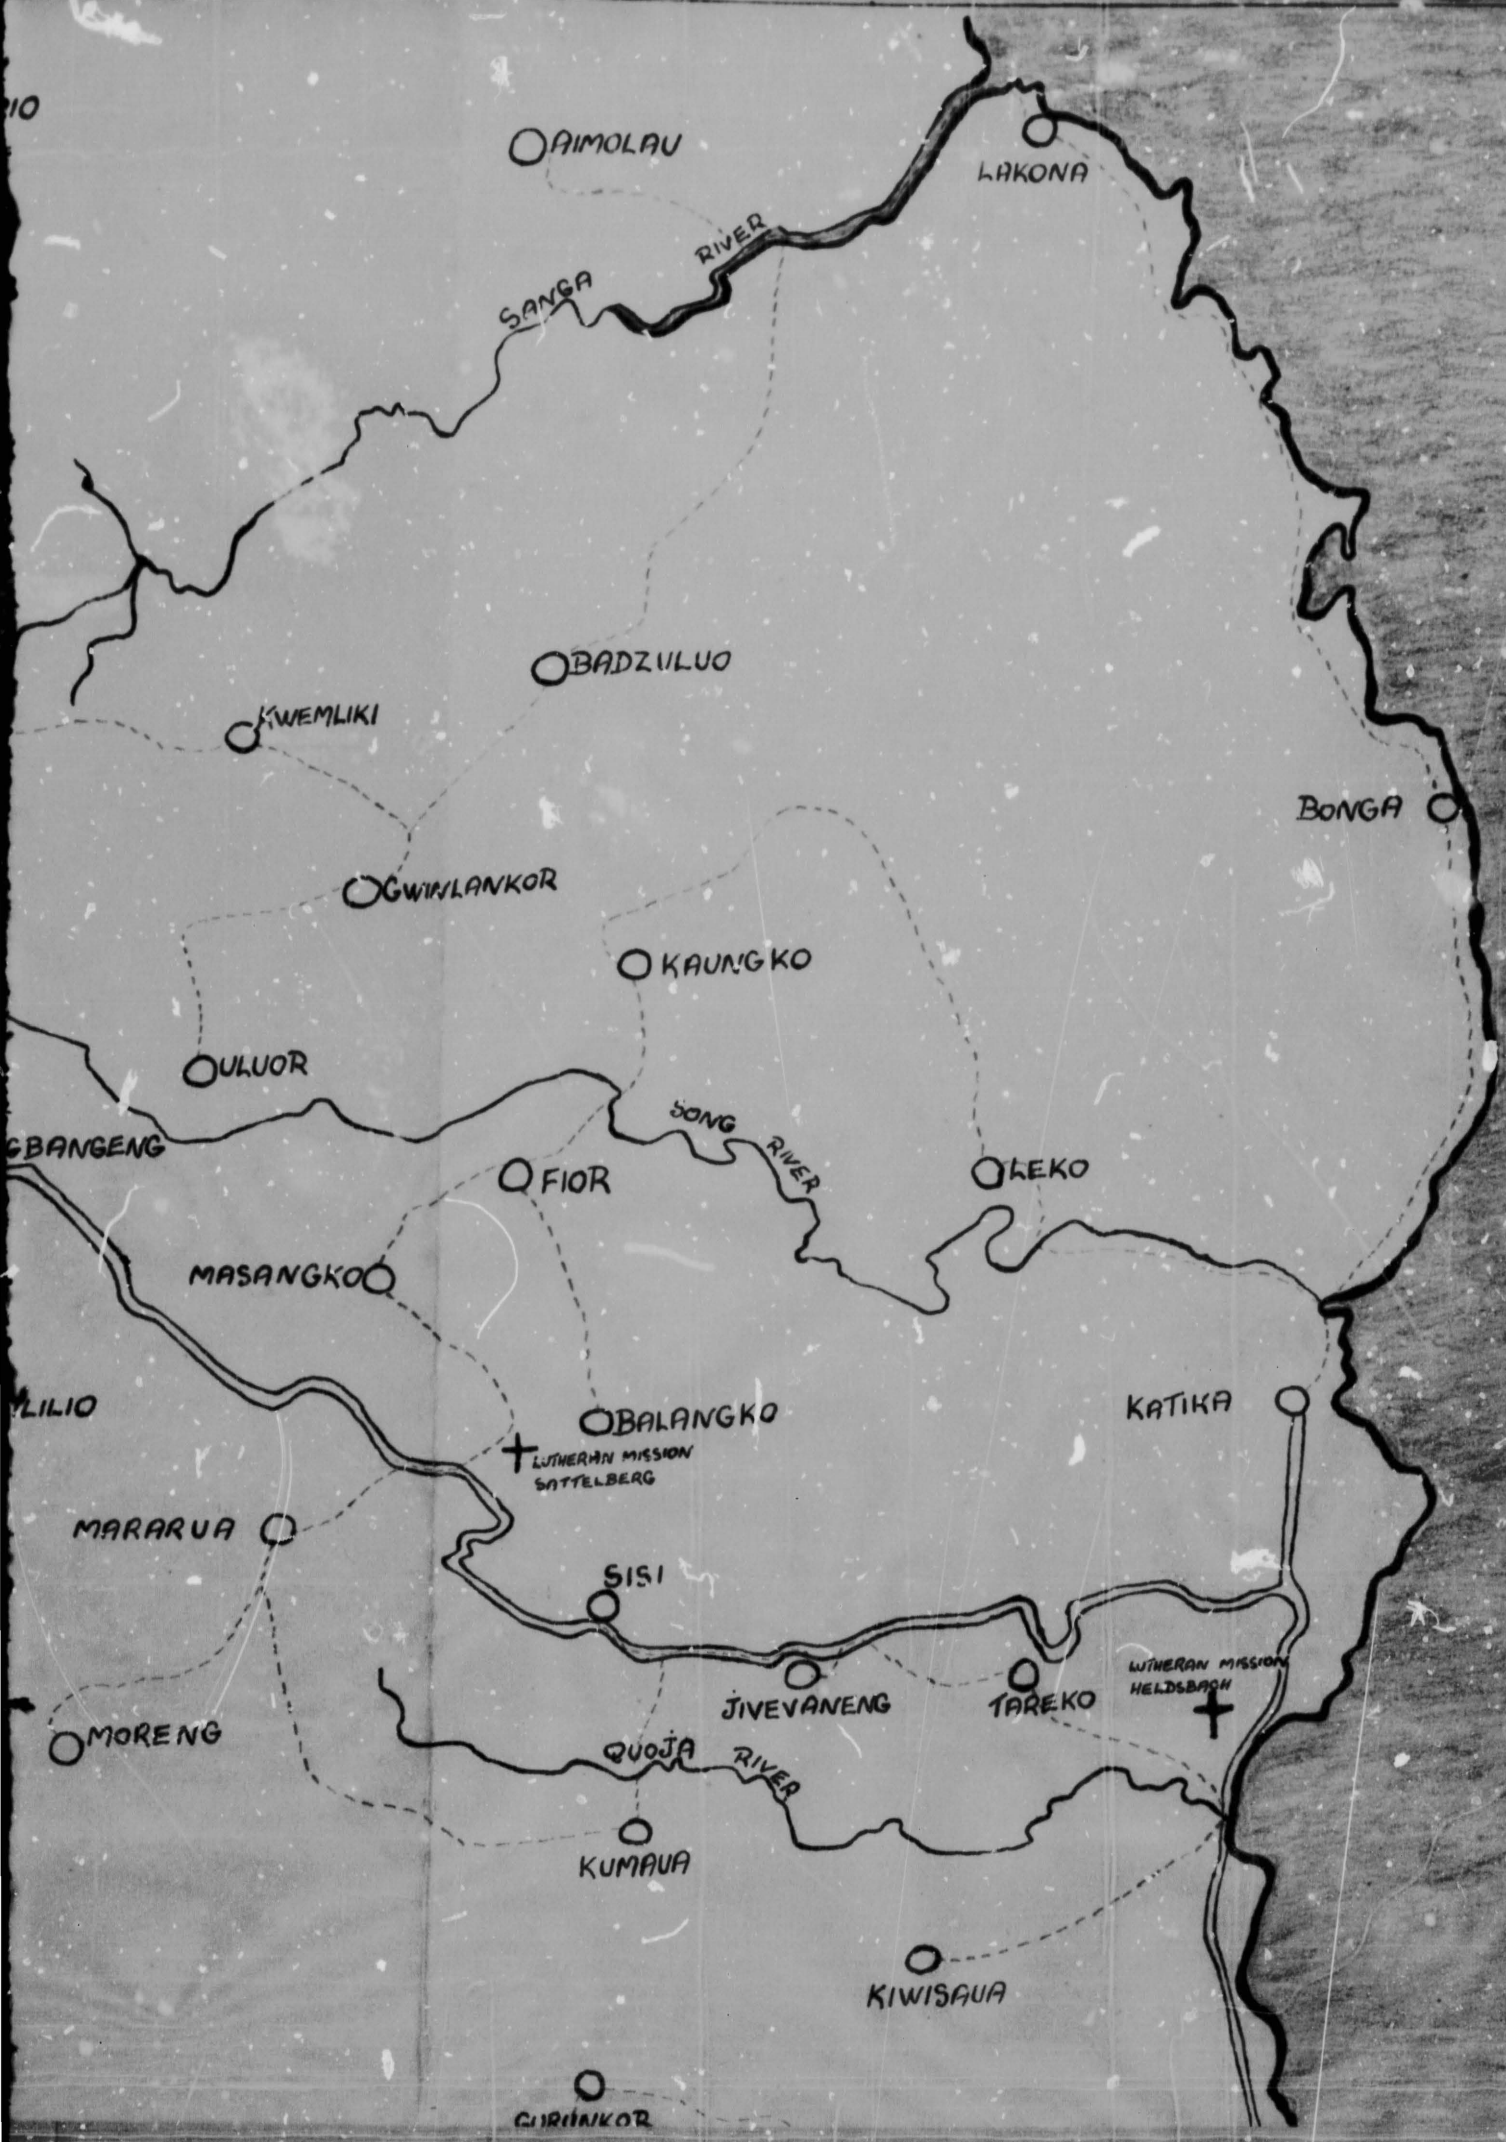 AIMOLAU
LAKONA
SANGA RIVER
BADZULUO
KWEMLIKI
BONGA
GWINLANKOR
KAUNGKO
ULUOR
SONG RIVER
GBANGENG
FIOR
LEKO
MASANGKO
KATIKA
LILIO
BALANGKO
LUTHERAN MISSION
SATTELBERG
MARARUA
SISI
LUTHERAN MISSION
HELDSBACH
JIVEVANENG
TAREKO
MORENG
QUOJA RIVER
KUMAUA
KIWISAUA
GURUNKOR